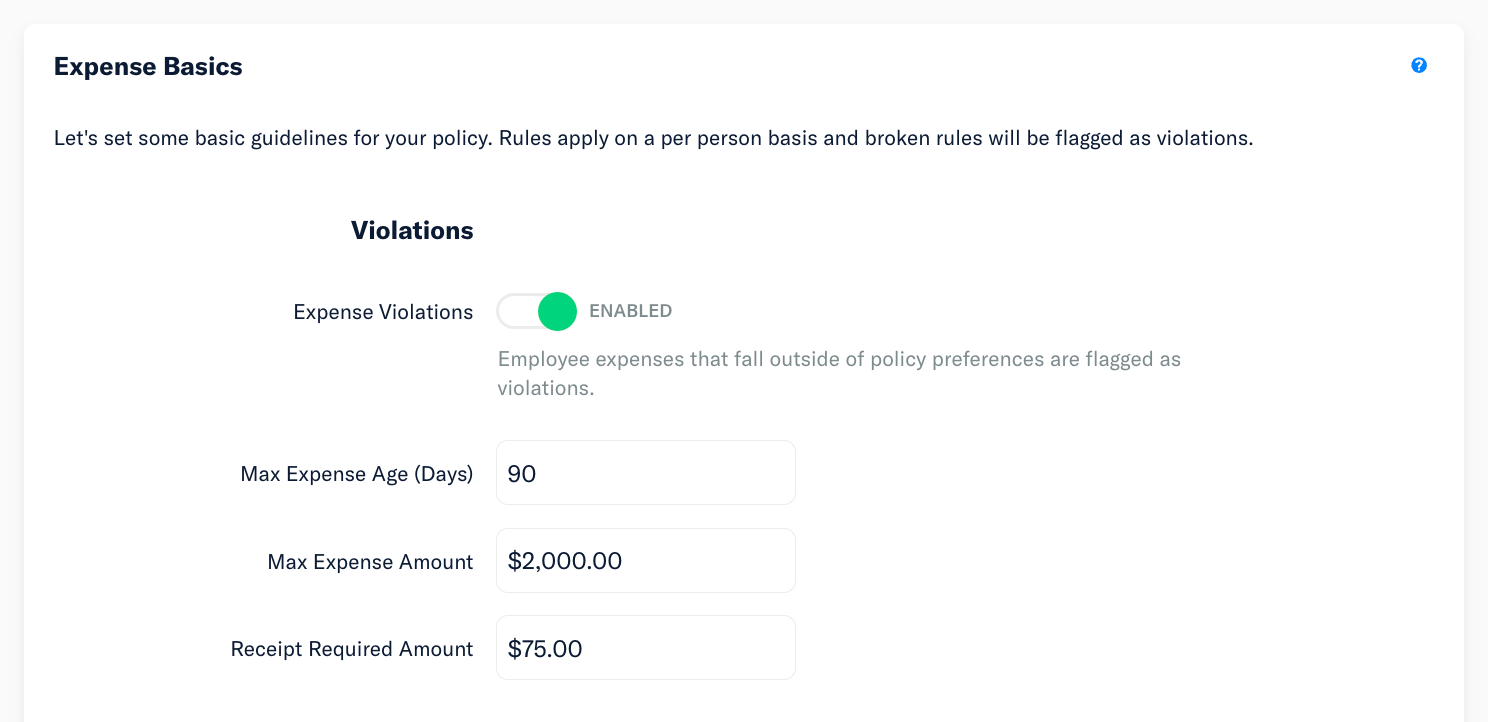 Expense Basics
?
Let's set some basic guidelines for your policy. Rules apply on a per person basis and broken rules will be flagged as violations.
Violations
Expense Violations ENABLED
Employee expenses that fall outside of policy preferences are flagged as
violations.
Max Expense Age (Days) 90
Max Expense Amount $2,000.00
Receipt Required Amount $75.00